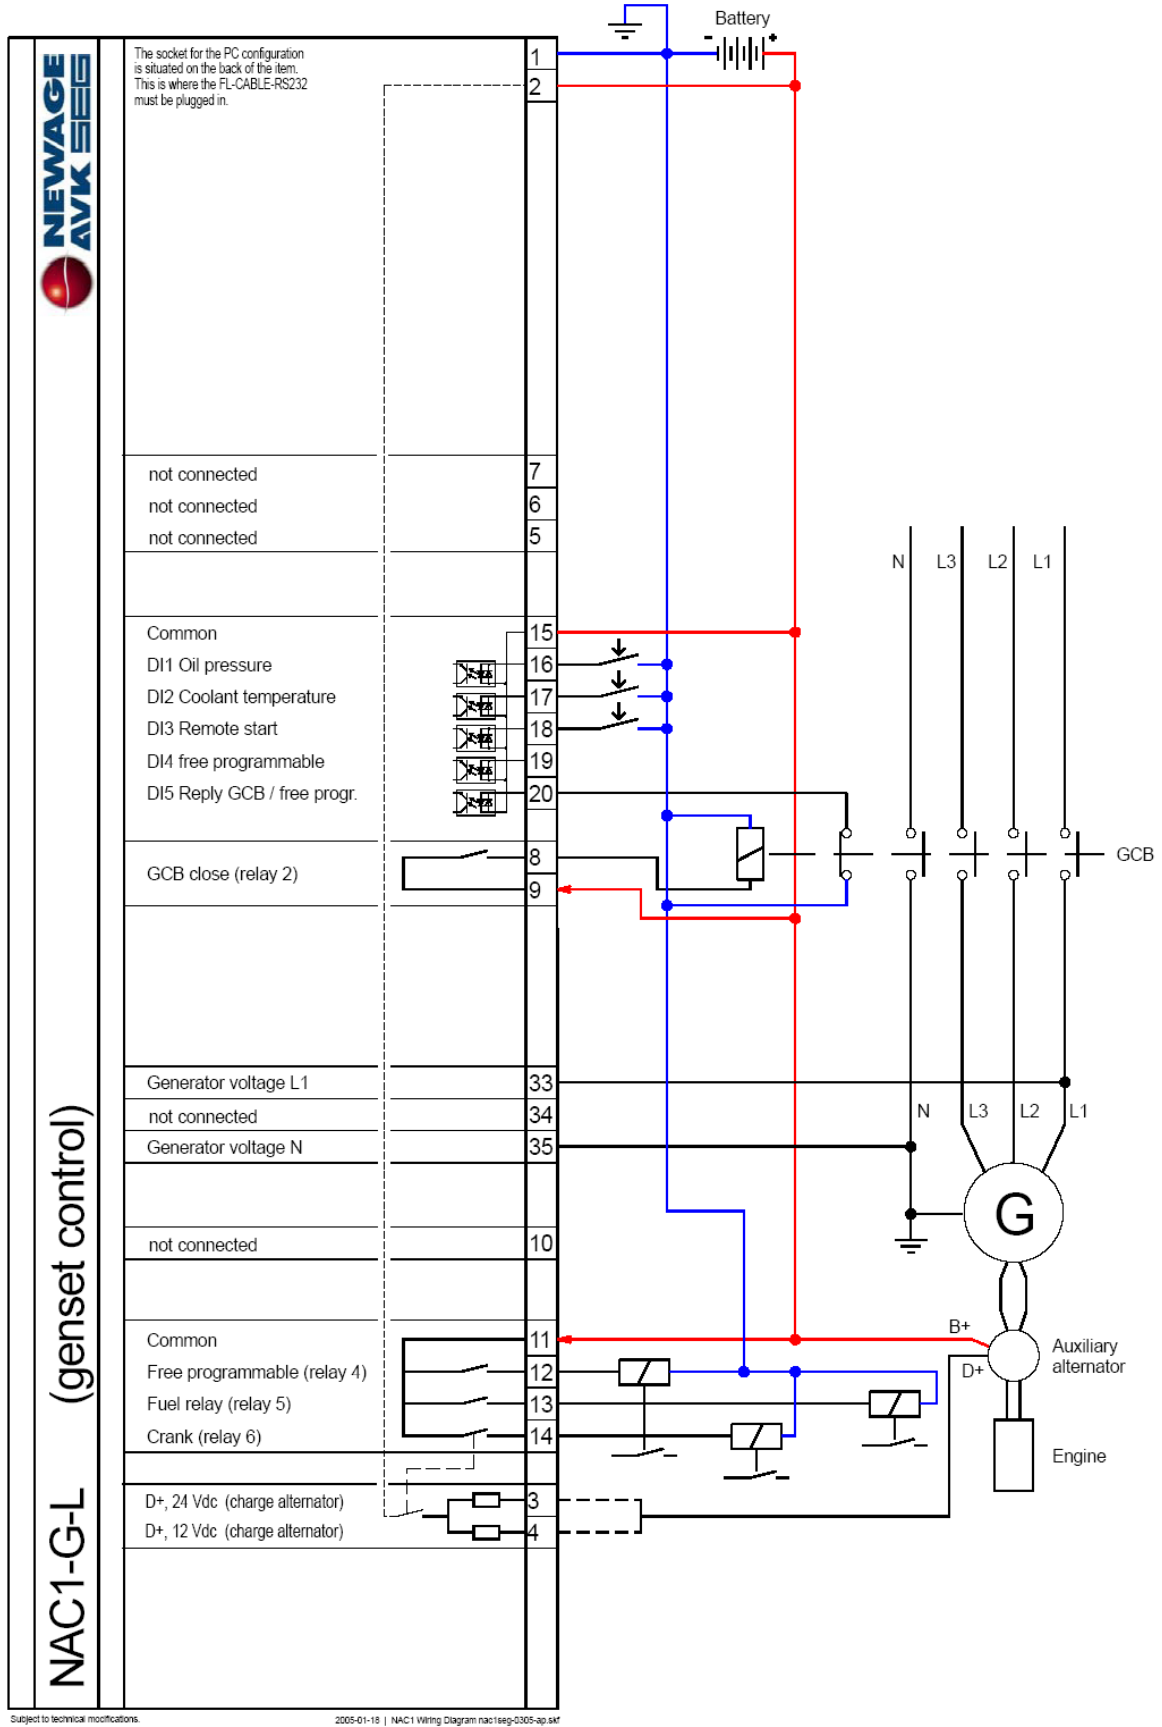 Battery
- +
The socket for the PC configuration
is situated on the back of the item.
This is where the FL-CABLE-RS232
must be plugged in.
1
2
NEWAGE
AVK SEG
not connected 7
not connected 6
not connected 5
N L3 L2 L1
Common 15
DI1 Oil pressure 16
DI2 Coolant temperature 17
DI3 Remote start 18
DI4 free programmable 19
DI5 Reply GCB / free progr. 20
GCB close (relay 2) 8
9
GCB
Generator voltage L1 33
not connected 34
Generator voltage N 35
N L3 L2 L1
G
not connected 10
Common 11
Free programmable (relay 4) 12
Fuel relay (relay 5) 13
Crank (relay 6) 14
B+
D+
Auxiliary
alternator
Engine
D+, 24 Vdc (charge alternator) 3
D+, 12 Vdc (charge alternator) 4
NAC1-G-L (genset control)
Subject to technical modifications.
2005-01-18 | NAC1 Wiring Diagram nac1seg-0305-ap.skf